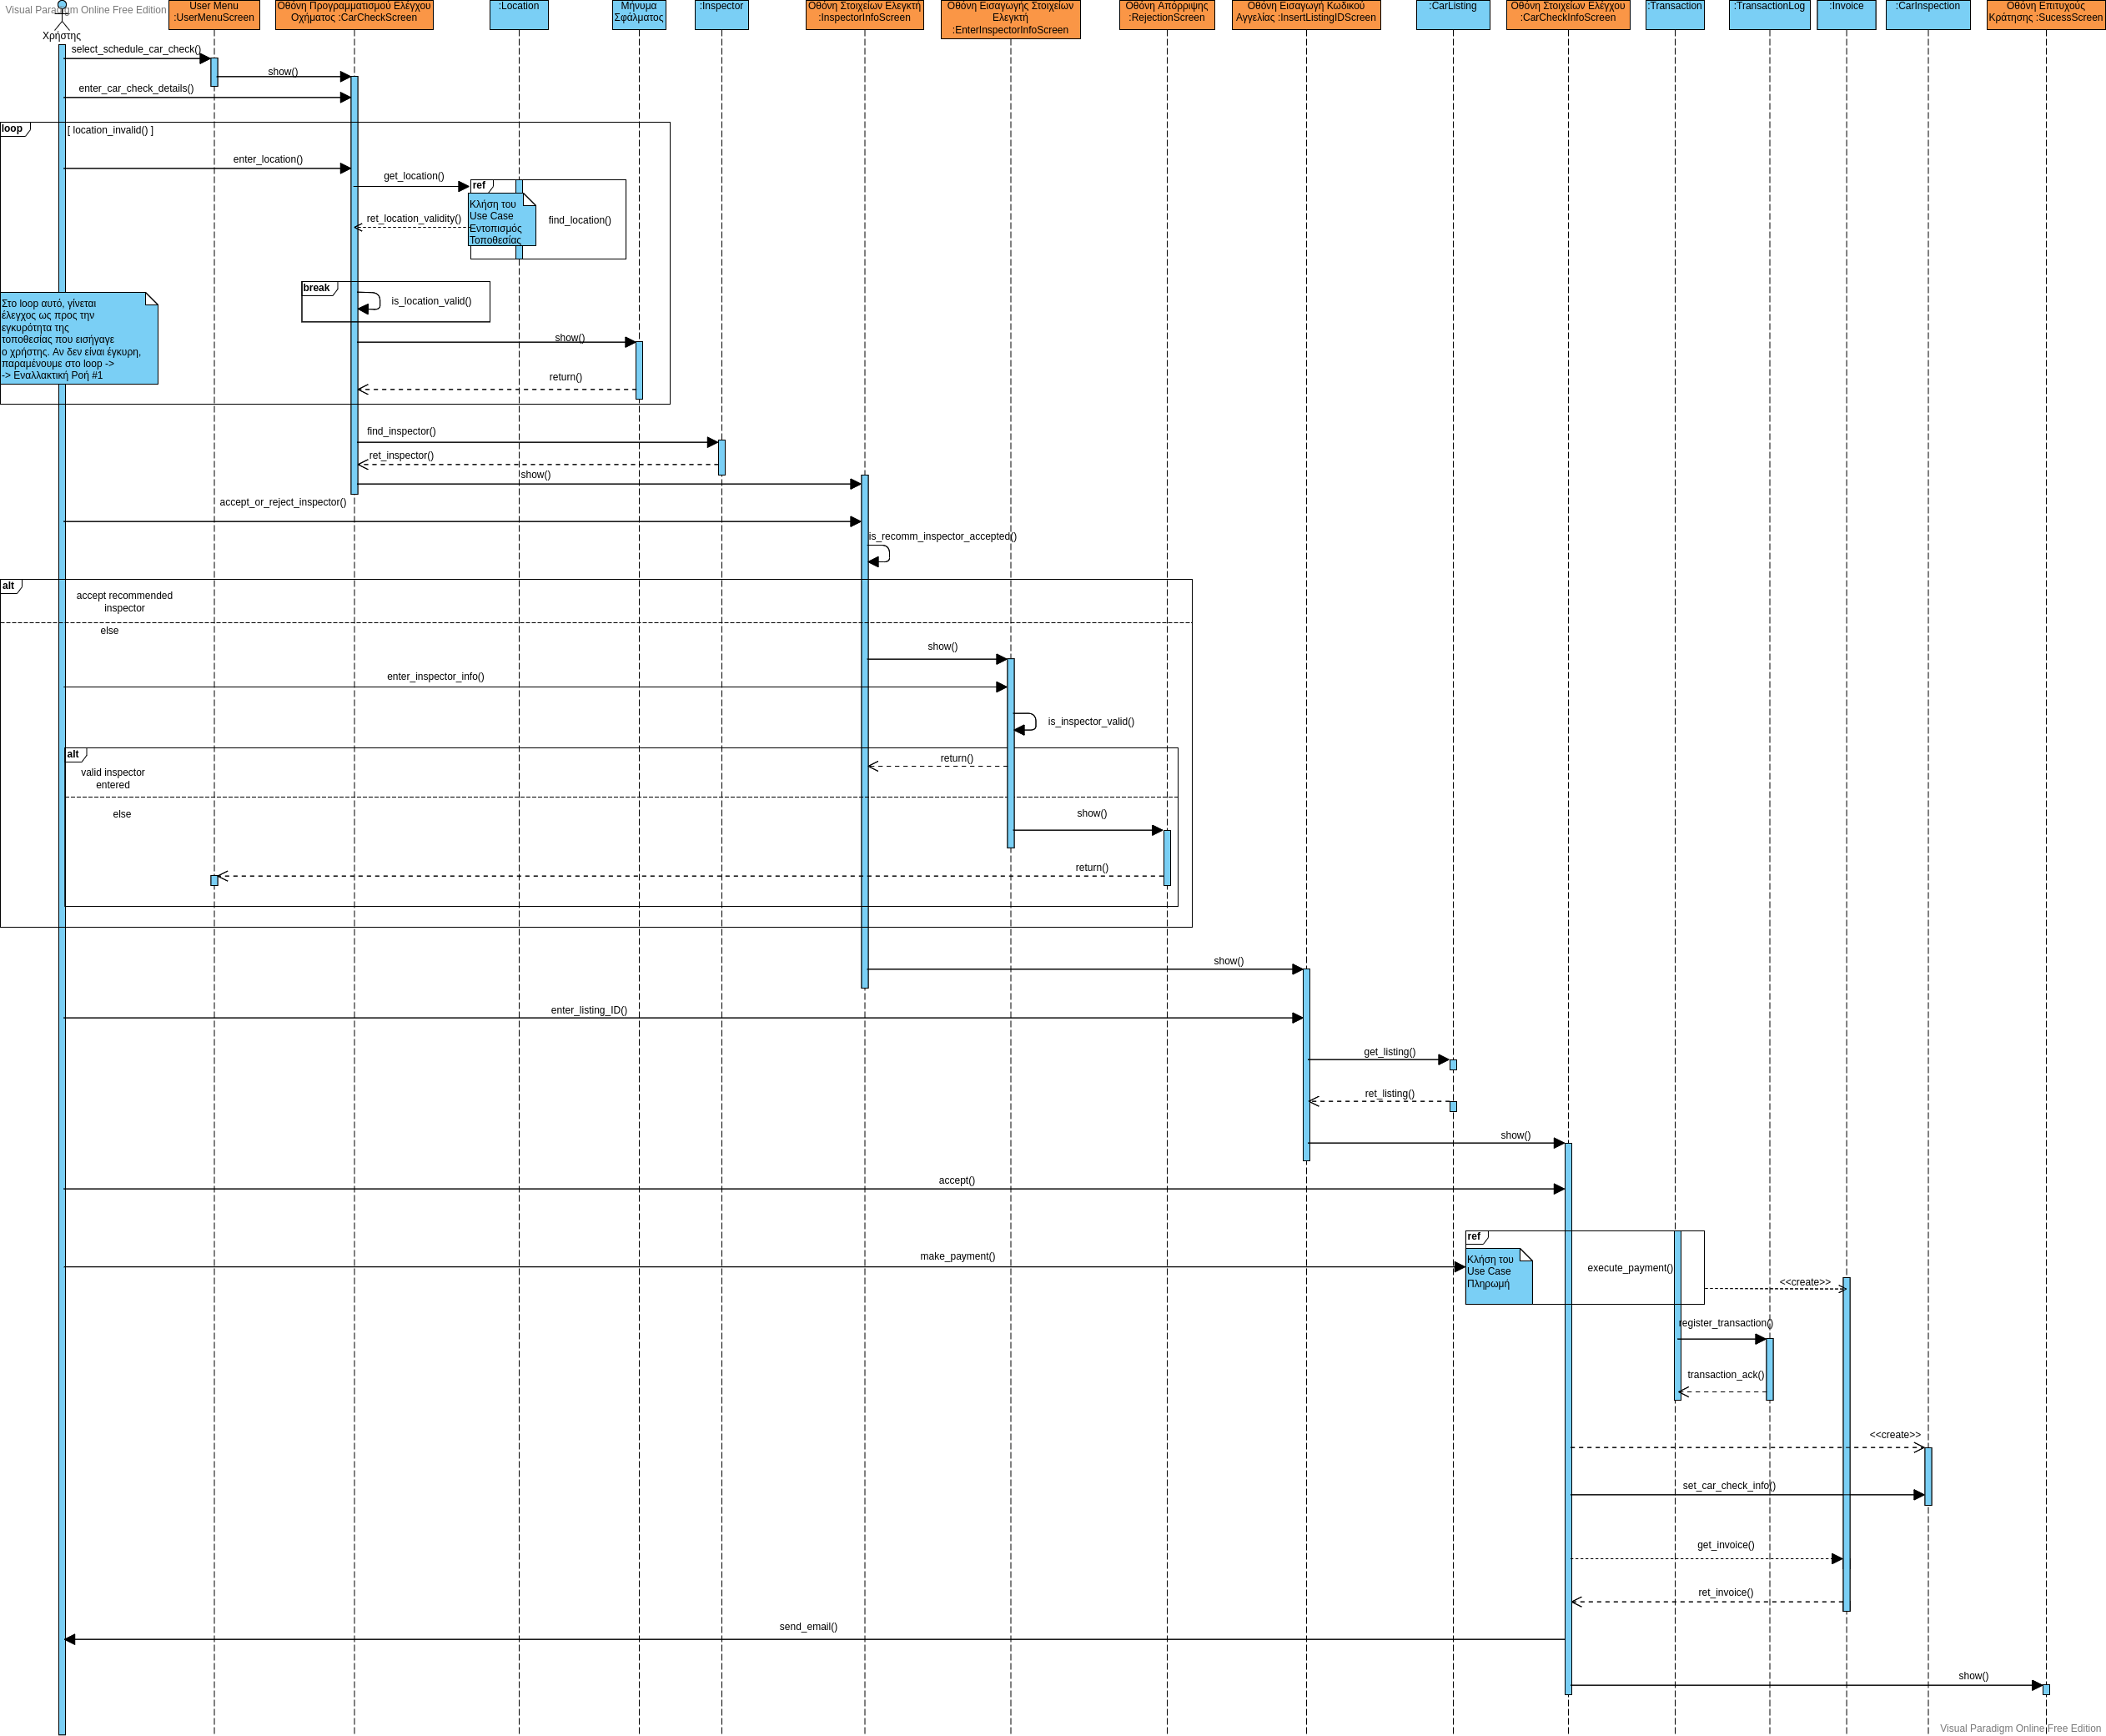 Visual Paradigm Online Free Edition
Χρήστης
User Menu
:UserMenuScreen
Οθόνη Προγραμματισμού Ελέγχου
Οχήματος :CarCheckScreen
:Location
Μήνυμα
Σφάλματος
:Inspector
Οθόνη Στοιχείων Ελεγκτή
:InspectorInfoScreen
Οθόνη Εισαγωγής Στοιχείων
Ελεγκτή
:EnterInspectorInfoScreen
Οθόνη Απόρριψης
:RejectionScreen
Οθόνη Εισαγωγή Κωδικού
Αγγελίας :InsertListingIDScreen
:CarListing
Οθόνη Στοιχείων Ελέγχου
:CarCheckInfoScreen
:Transaction
:TransactionLog
:Invoice
:CarInspection
Οθόνη Επιτυχούς
Κράτησης :SucessScreen
select_schedule_car_check()
show()
enter_car_check_details()
loop
[ location_invalid() ]
enter_location()
get_location()
ref
Κλήση του
Use Case
Εντοπισμός
Τοποθεσίας
find_location()
ret_location_validity()
break
is_location_valid()
Στο loop αυτό, γίνεται
έλεγχος ως προς την
εγκυρότητα της
τοποθεσίας που εισήγαγε
ο χρήστης. Αν δεν είναι έγκυρη,
παραμένουμε στο loop ->
-> Εναλλακτική Ροή #1
show()
return()
find_inspector()
ret_inspector()
show()
accept_or_reject_inspector()
is_recomm_inspector_accepted()
alt
accept recommended
inspector
else
show()
enter_inspector_info()
is_inspector_valid()
alt
return()
valid inspector
entered
else
show()
return()
show()
enter_listing_ID()
get_listing()
ret_listing()
show()
accept()
ref
make_payment()
Κλήση του
Use Case
Πληρωμή
execute_payment()
<<create>>
register_transaction()
transaction_ack()
<<create>>
set_car_check_info()
get_invoice()
ret_invoice()
send_email()
show()
Visual Paradigm Online Free Edition